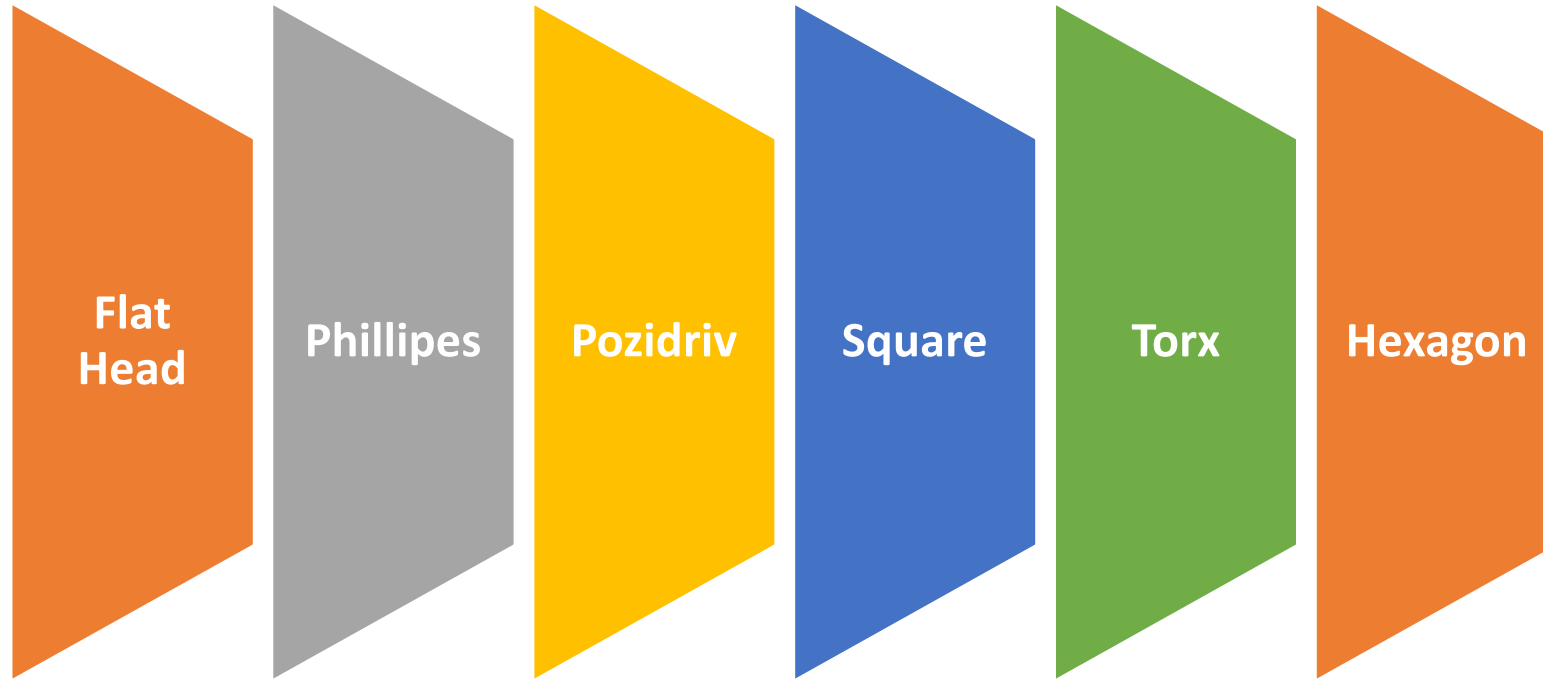 Flat
Head
Phillipes
Pozidriv
Square
Torx
Hexagon